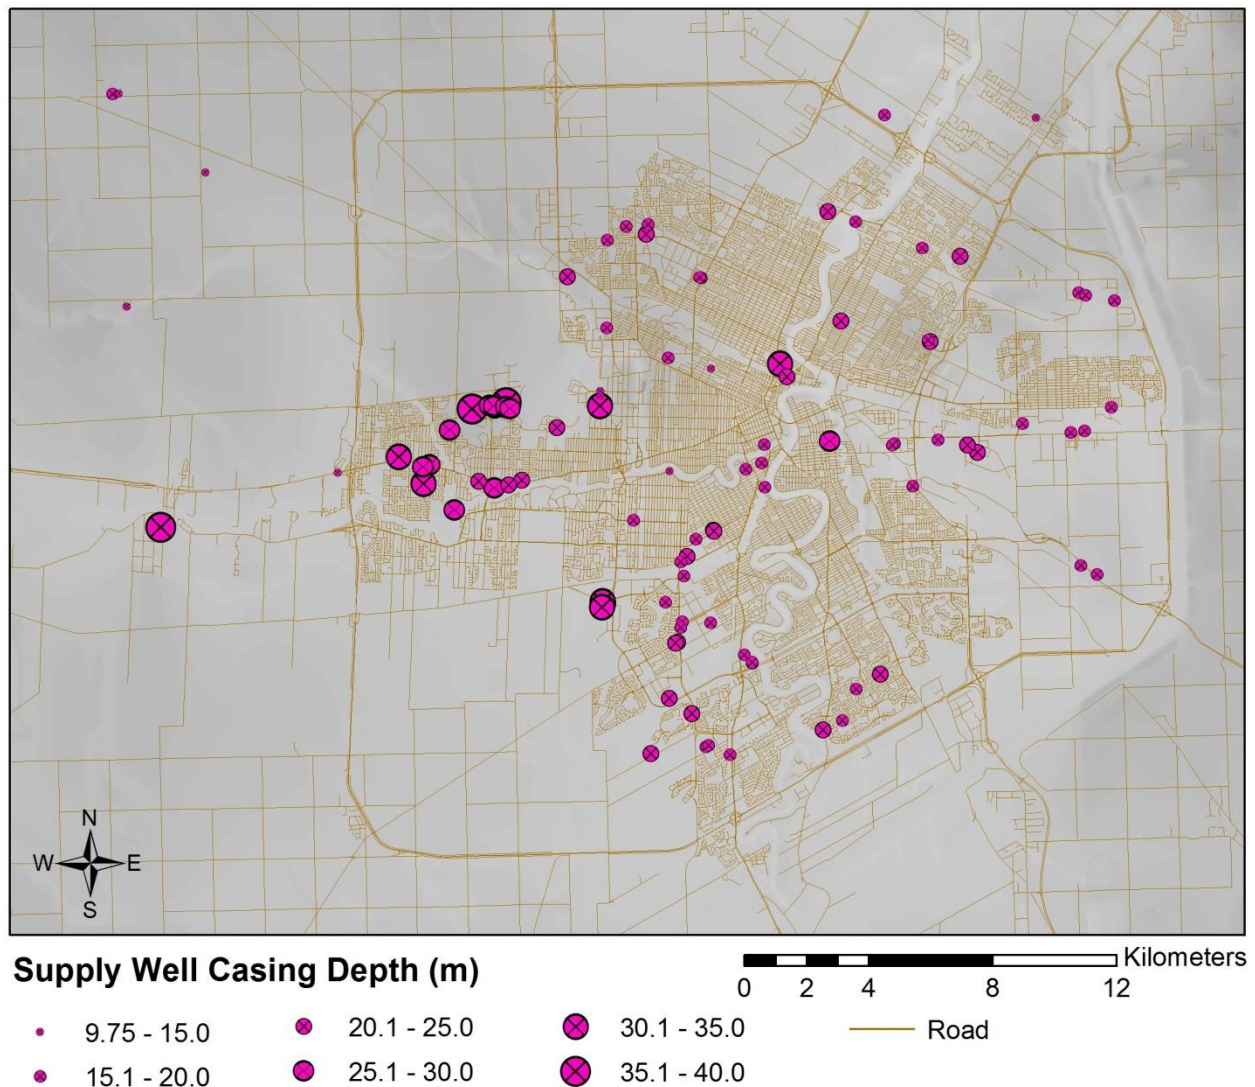 N
W E
S
Supply Well Casing Depth (m)
Kilometers
0 2 4 8 12
9.75 - 15.0 20.1 - 25.0 30.1 - 35.0 Road
15.1 - 20.0 25.1 - 30.0 35.1 - 40.0